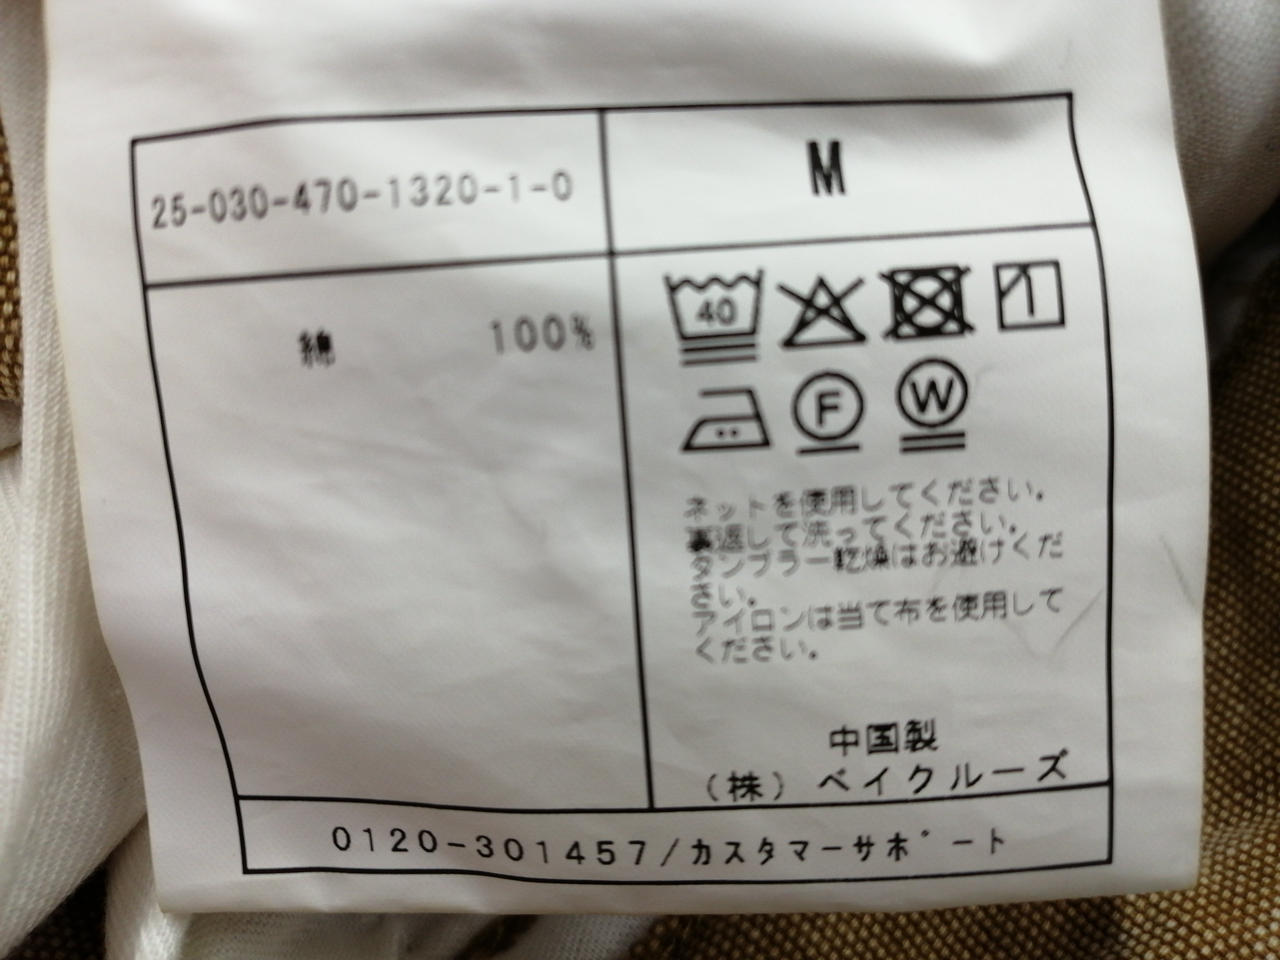 25-030-470-1320-1-0
M
綿 100%
40
F W
ネットを使用してください。
裏返して洗ってください。
タンブラー乾燥はお避けくだ
さい。
アイロンは当て布を使用して
ください。
中国製
（株）ベイクルーズ
0120-301457/カスタマーサポート